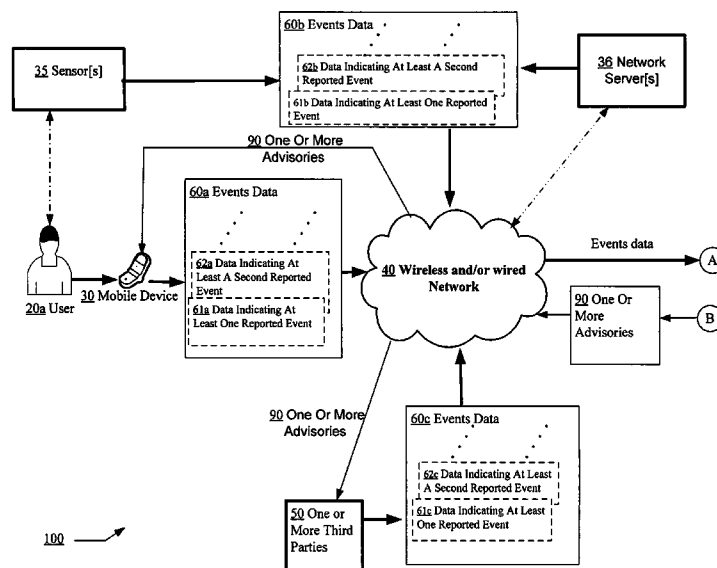 60b Events Data
35 Sensor[s]
62b Data Indicating At Least A Second
Reported Event
61b Data Indicating At Least One Reported
Event
36 Network
Server[s]
90 One Or More
Advisories
60a Events Data
62a Data Indicating At
Least A Second Reported
Event
61a Data Indicating At
Least One Reported Event
20a User
30 Mobile Device
40 Wireless and/or wired
Network
Events data
A
90 One Or
More
Advisories
B
90 One Or More
Advisories
60c Events Data
62c Data Indicating At Least
A Second Reported Event
61c Data Indicating At Least
One Reported Event
50 One or
More Third
Parties
100